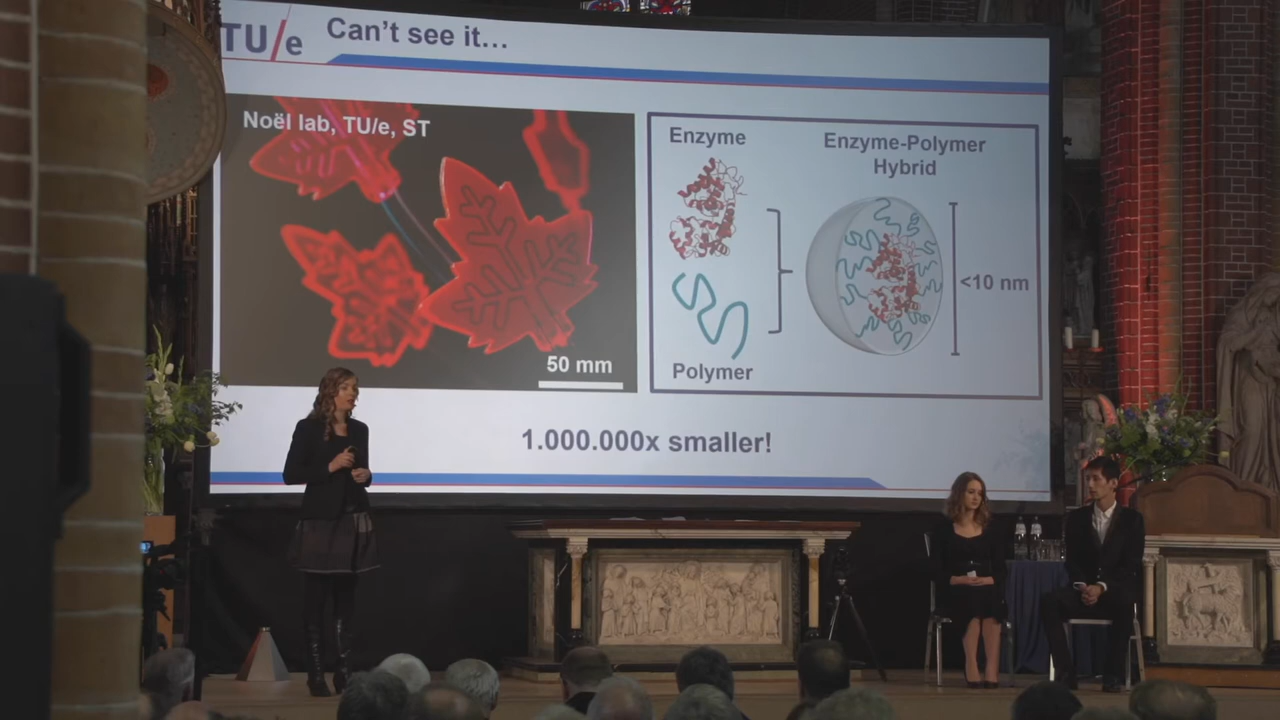 TU/e
Can't see it...
Noël lab, TU/e, ST
50 mm
Enzyme
Polymer
Enzyme-Polymer
Hybrid
<10 nm
1.000.000x smaller!